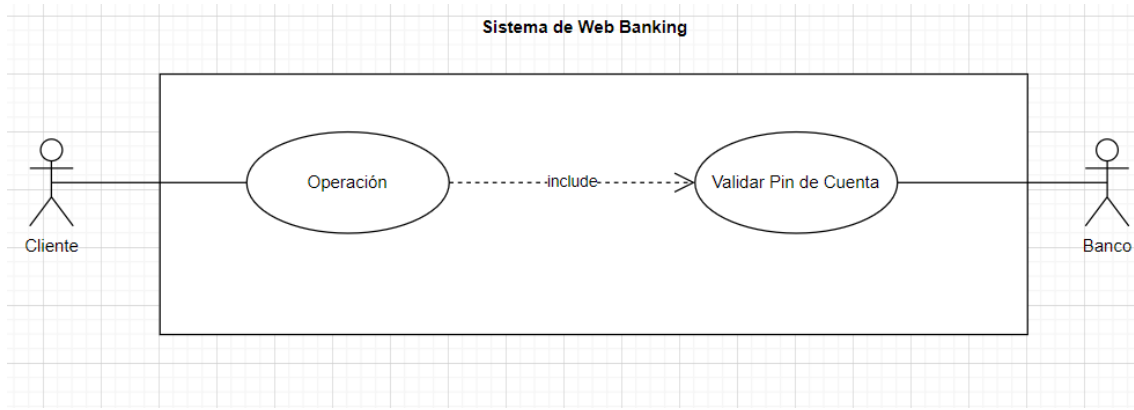 Sistema de Web Banking
Operación
include
Validar Pin de Cuenta
Cliente
Banco